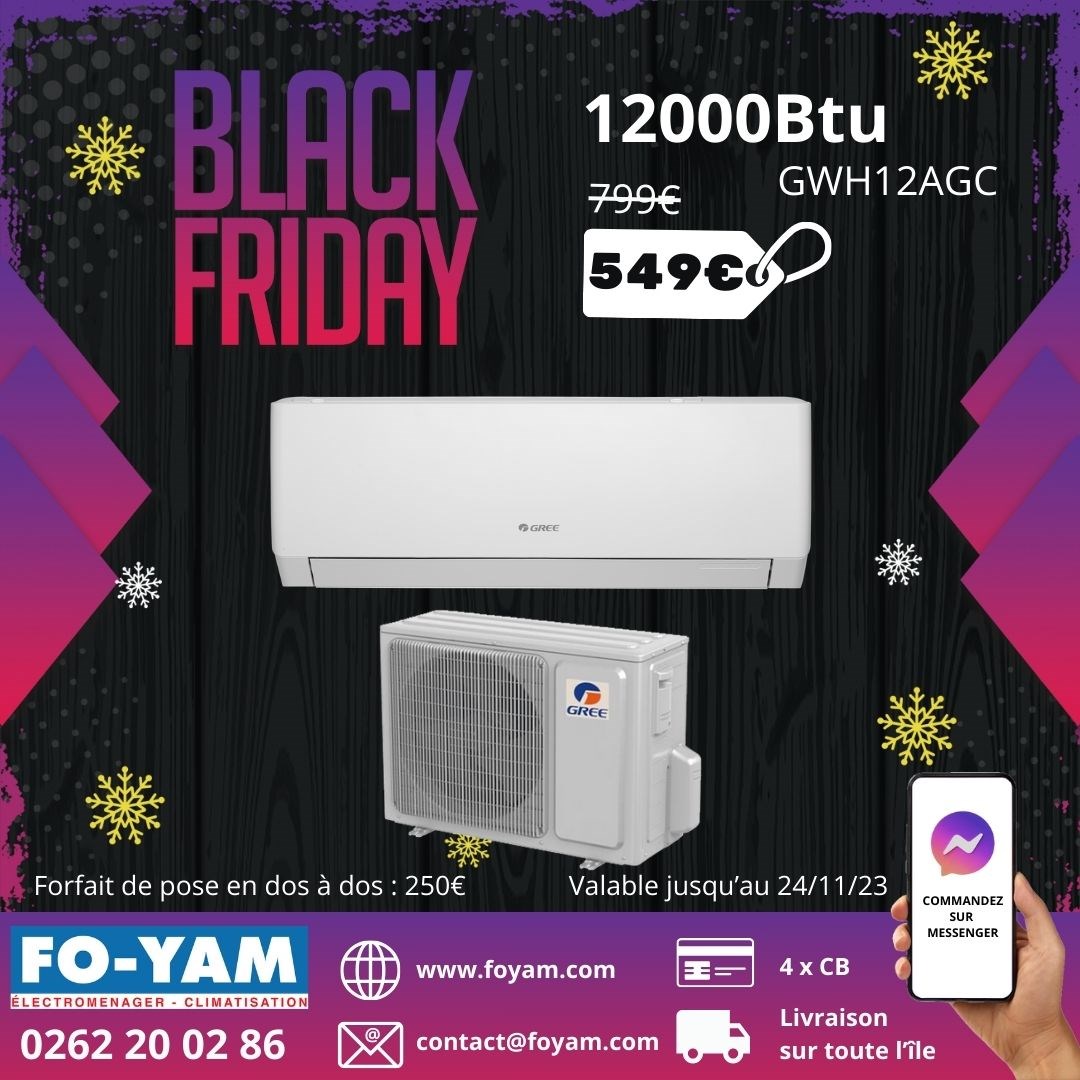 BLACK
FRIDAY
12000Btu
GWH12AGC
799€
549€
GREE
GREE
Forfait de pose en dos à dos : 250€
Valable jusqu’au 24/11/23
COMMANDEZ
SUR
MESSENGER
FO-YAM
ÉLECTROMENAGER - CLIMATISATION
0262 20 02 86
www.foyam.com
@
contact@foyam.com
4 x CB
Livraison
sur toute l’île